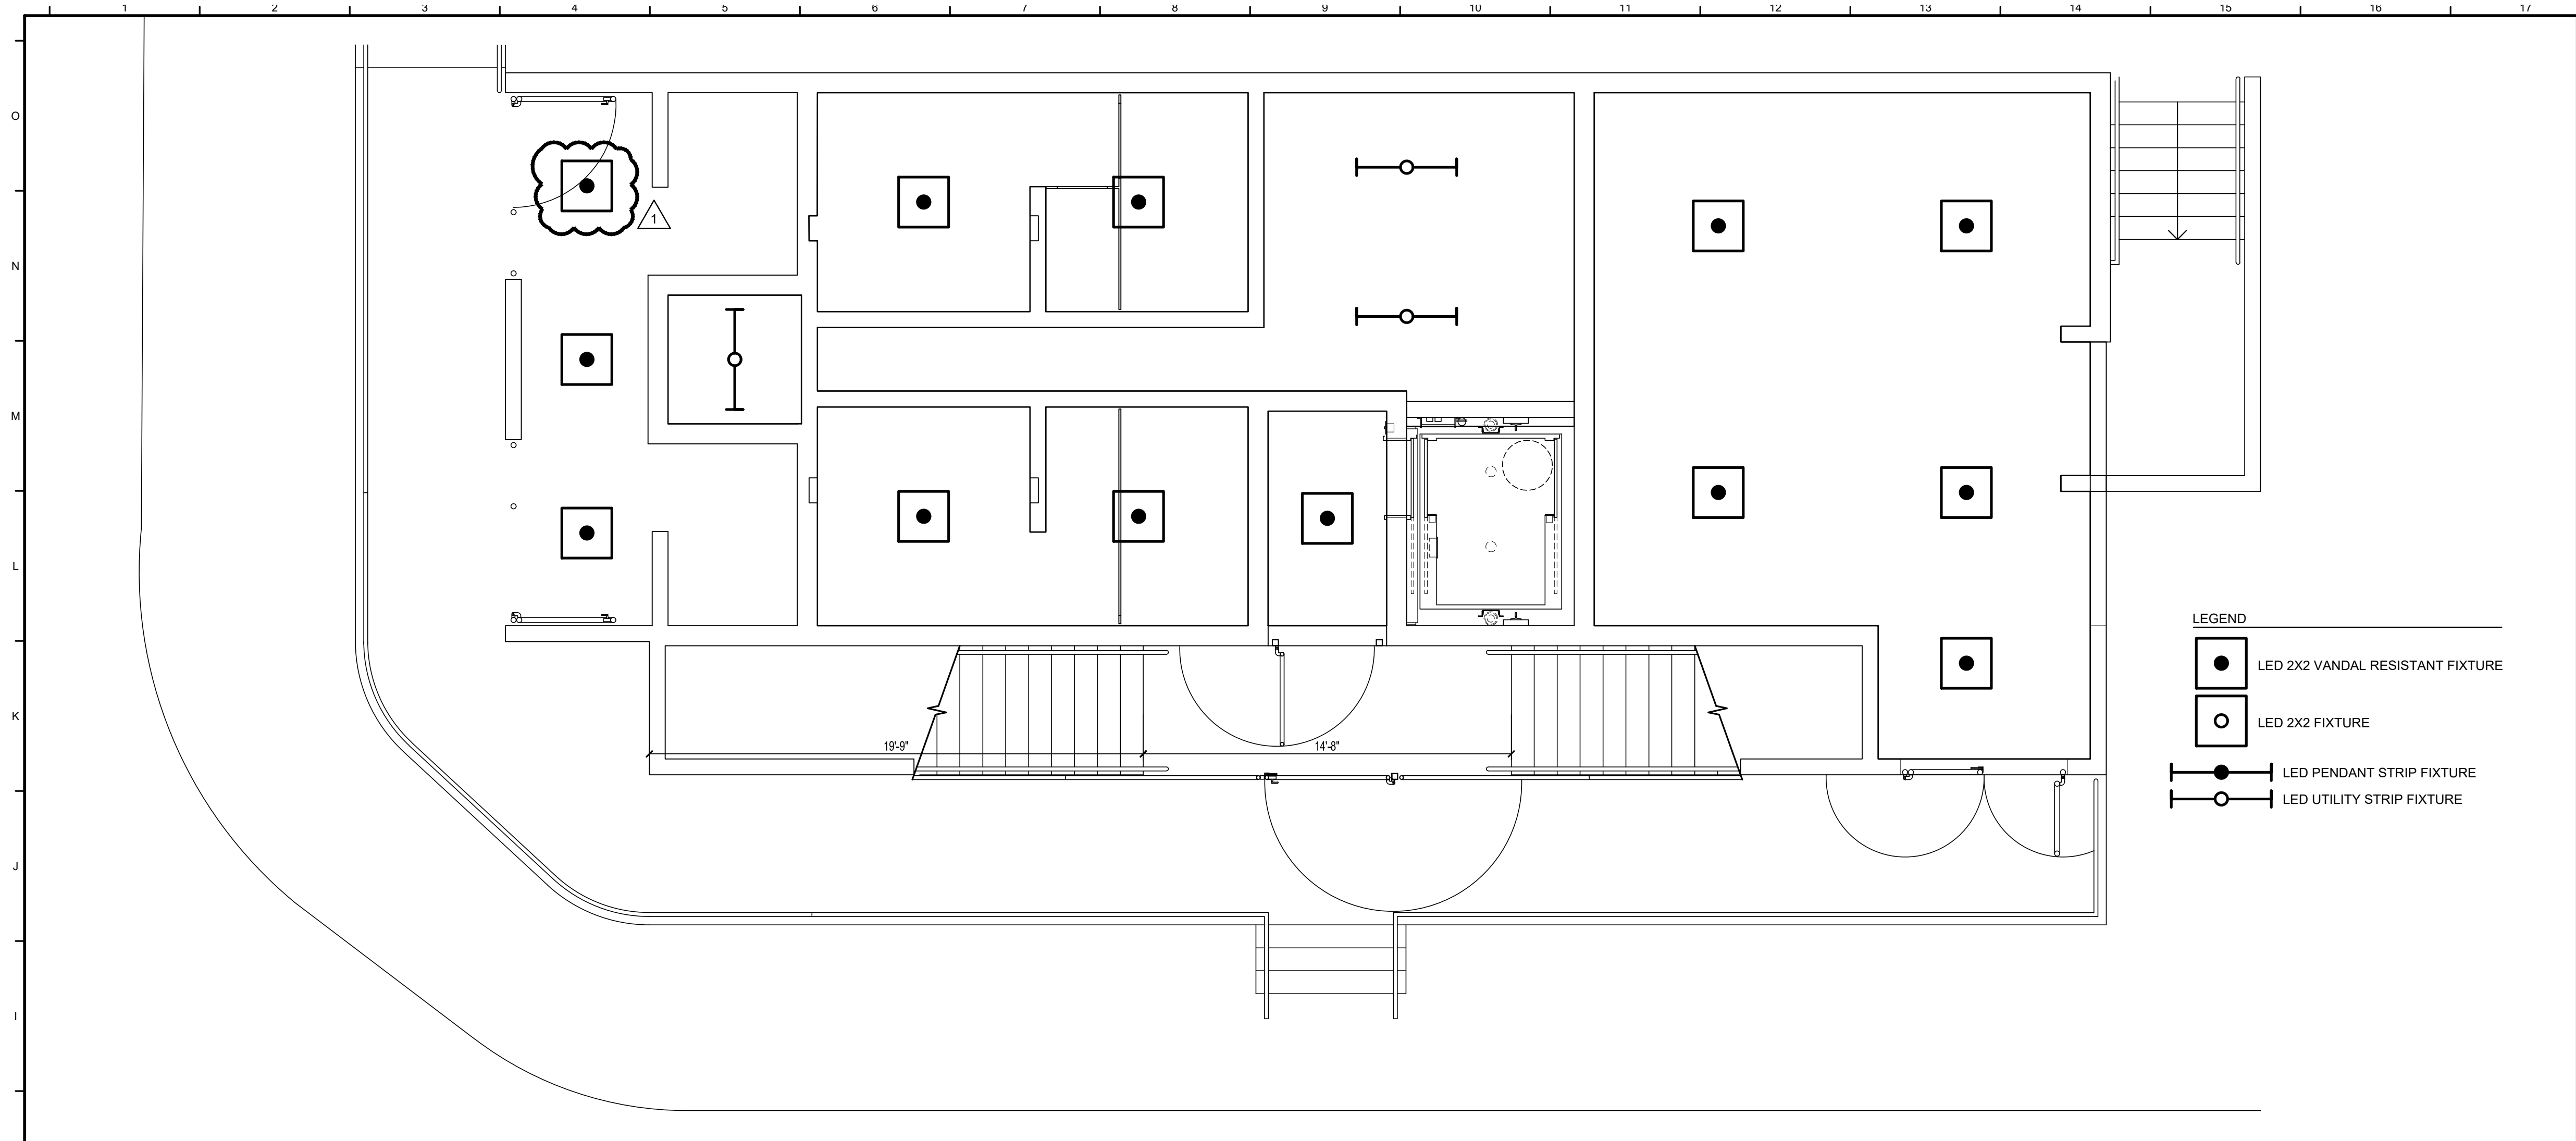 1 2 3 4 5 6 7 8 9 10 11 12 13 14 15 16 17
O
1
N
M
L
LEGEND
LED 2X2 VANDAL RESISTANT FIXTURE
K
LED 2X2 FIXTURE
19'-9" 14'-8"
LED PENDANT STRIP FIXTURE
LED UTILITY STRIP FIXTURE
J
I